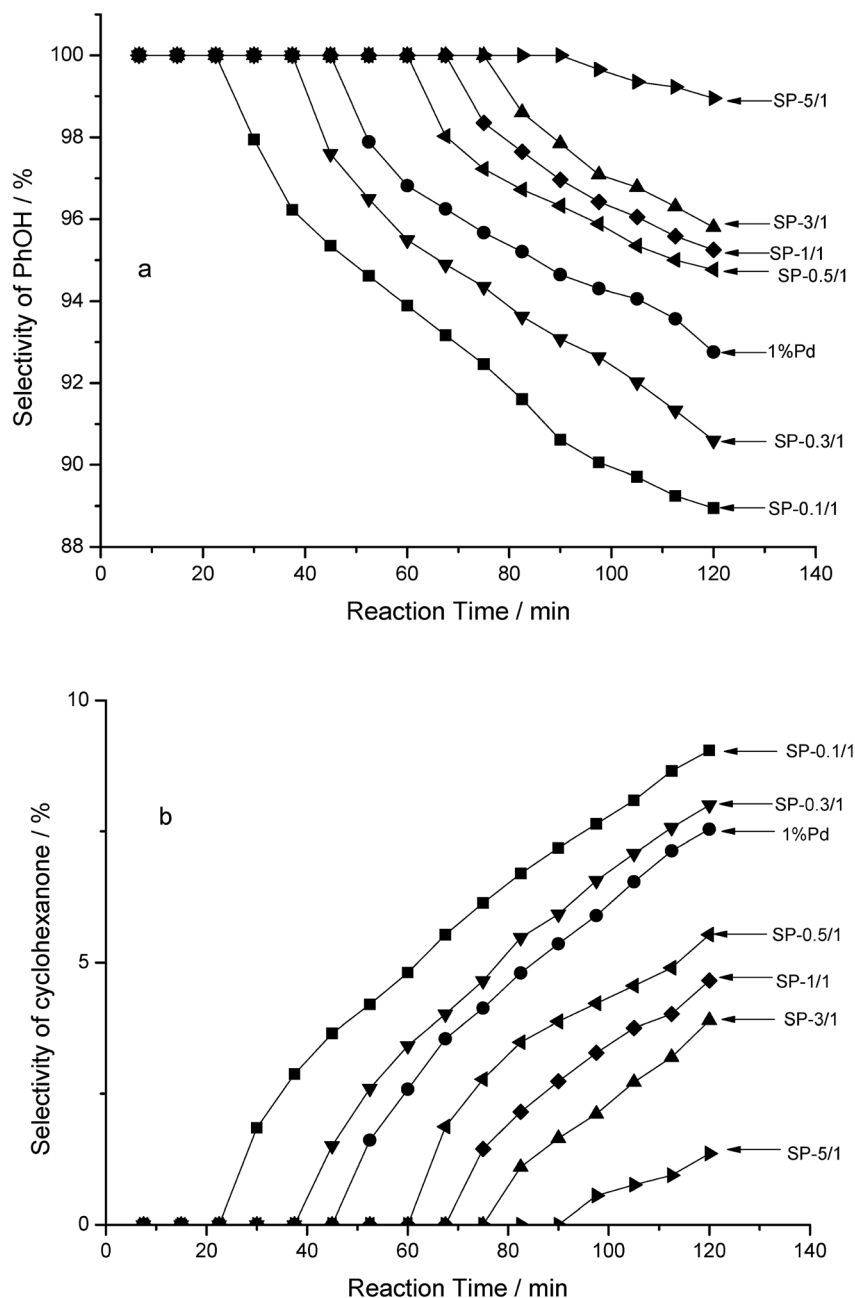 100
98
96
94
92
90
88
Selectivity of PhOH / %
a
SP-5/1
SP-3/1
SP-1/1
SP-0.5/1
1%Pd
SP-0.3/1
SP-0.1/1
0 20 40 60 80 100 120 140
Reaction Time / min
10
5
0
Selectivity of cyclohexanone / %
b
SP-0.1/1
SP-0.3/1
1%Pd
SP-0.5/1
SP-1/1
SP-3/1
SP-5/1
0 20 40 60 80 100 120 140
Reaction Time / min